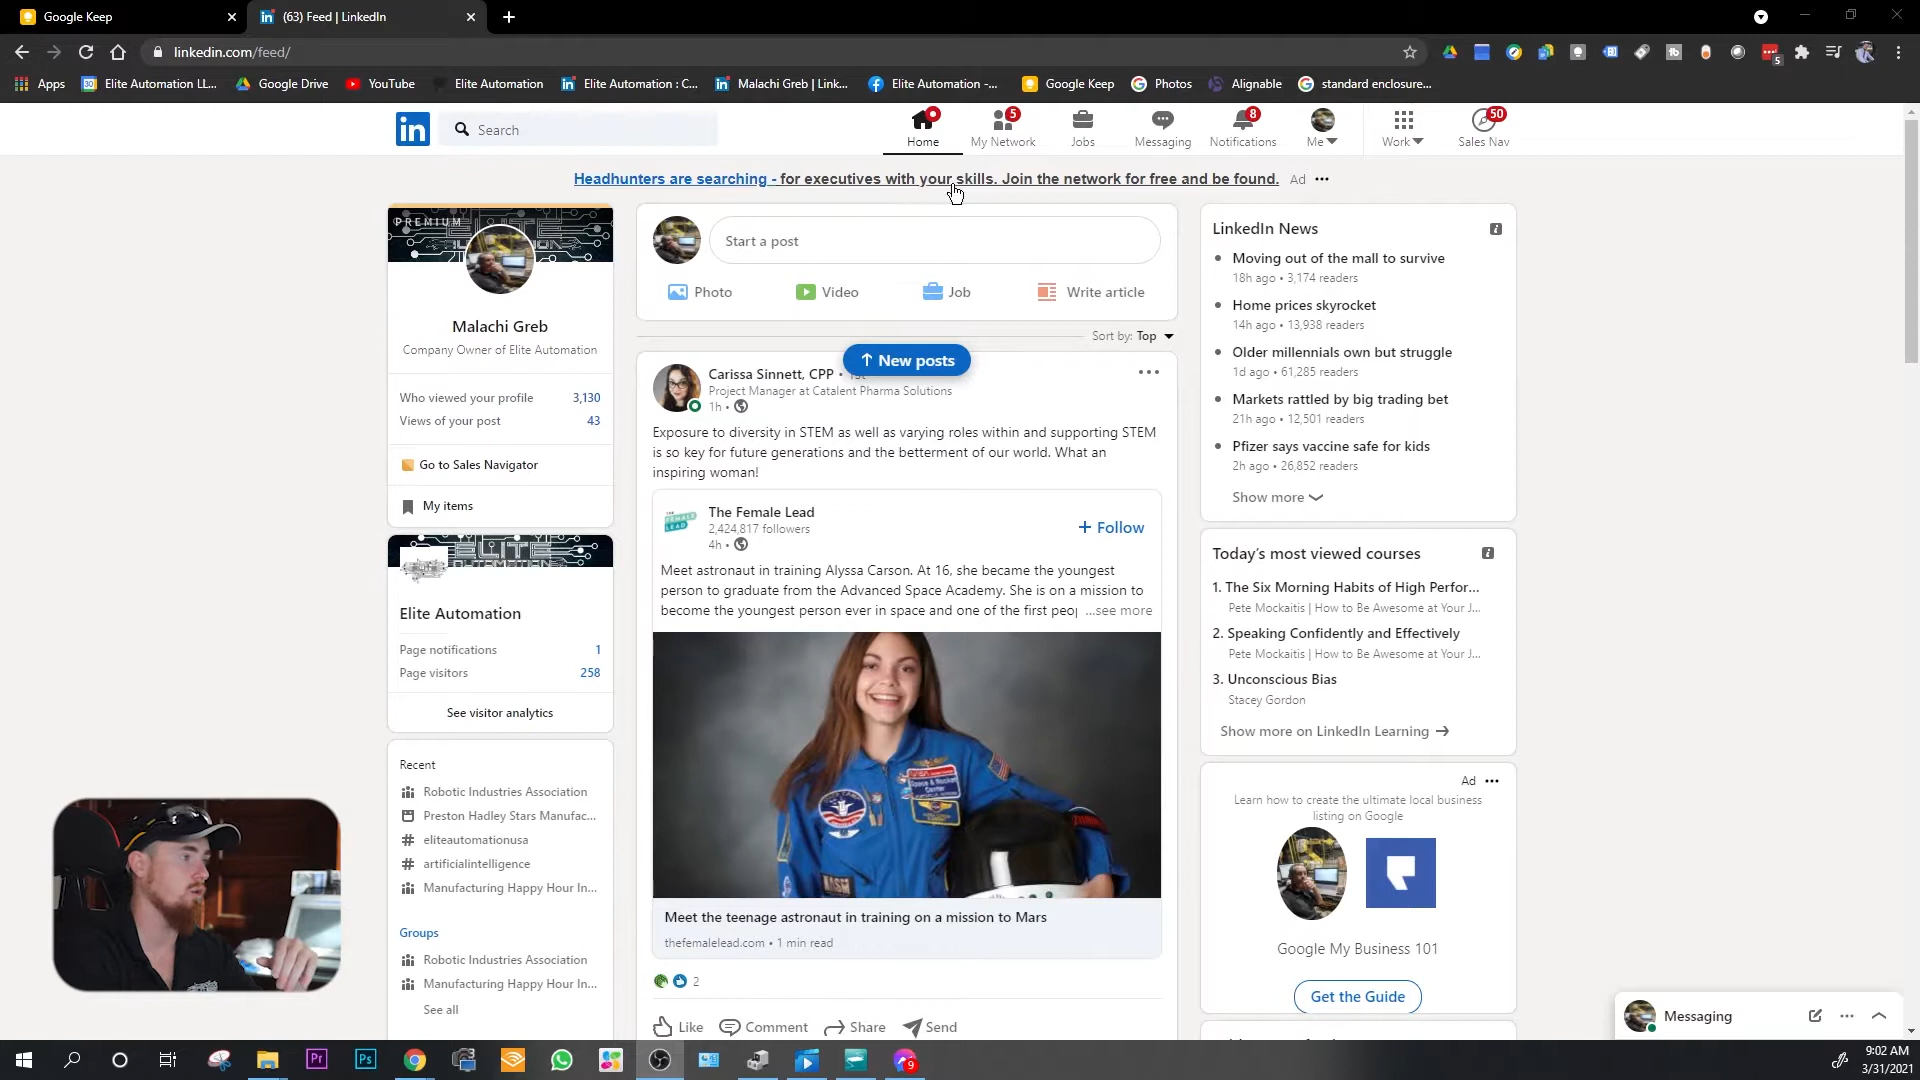 Google Keep
(63) Feed | LinkedIn
linkedin.com/feed/
5
Apps
Elite Automation LL...
Google Drive
YouTube
Elite Automation
Elite Automation : C...
Malachi Greb | Link...
Elite Automation -...
Google Keep
Photos
Alignable
standard enclosure...
in
Search
Home
5
My Network
Jobs
Messaging
8
Notifications
Me
Work
50
Sales Nav
Headhunters are searching - for executives with your skills. Join the network for free and be found.
Ad
PREMIUM
Malachi Greb
Company Owner of Elite Automation
Who viewed your profile 3,130
Views of your post 43
Go to Sales Navigator
My items
ELITE
AUTOMATION
Elite Automation
Page notifications 1
Page visitors 258
See visitor analytics
Recent
Robotic Industries Association
Preston Hadley Stars Manufac...
# eliteautomationusa
# artificialintelligence
Manufacturing Happy Hour In...
Groups
Robotic Industries Association
Manufacturing Happy Hour In...
See all
Start a post
Photo
Video
Job
Write article
Sort by: Top
New posts
Carissa Sinnett, CPP •
Project Manager at Catalent Pharma Solutions
1h •
Exposure to diversity in STEM as well as varying roles within and supporting STEM
is so key for future generations and the betterment of our world. What an
inspiring woman!
THE
FEMALE
LEAD
The Female Lead
2,424,817 followers
4h •
+ Follow
Meet astronaut in training Alyssa Carson. At 16, she became the youngest
person to graduate from the Advanced Space Academy. She is on a mission to
become the youngest person ever in space and one of the first peo ...see more
Meet the teenage astronaut in training on a mission to Mars
thefemalelead.com • 1 min read
2
Like
Comment
Share
Send
LinkedIn News
• Moving out of the mall to survive
18h ago • 3,174 readers
• Home prices skyrocket
14h ago • 13,938 readers
• Older millennials own but struggle
1d ago • 61,285 readers
• Markets rattled by big trading bet
21h ago • 12,501 readers
• Pfizer says vaccine safe for kids
2h ago • 26,852 readers
Show more
Today's most viewed courses
1. The Six Morning Habits of High Perfor...
Pete Mockaitis | How to Be Awesome at Your J...
2. Speaking Confidently and Effectively
Pete Mockaitis | How to Be Awesome at Your J...
3. Unconscious Bias
Stacey Gordon
Show more on LinkedIn Learning
Ad
Learn how to create the ultimate local business
listing on Google
Google My Business 101
Get the Guide
Messaging
Pr
Ps
9
9:02 AM
3/31/2021